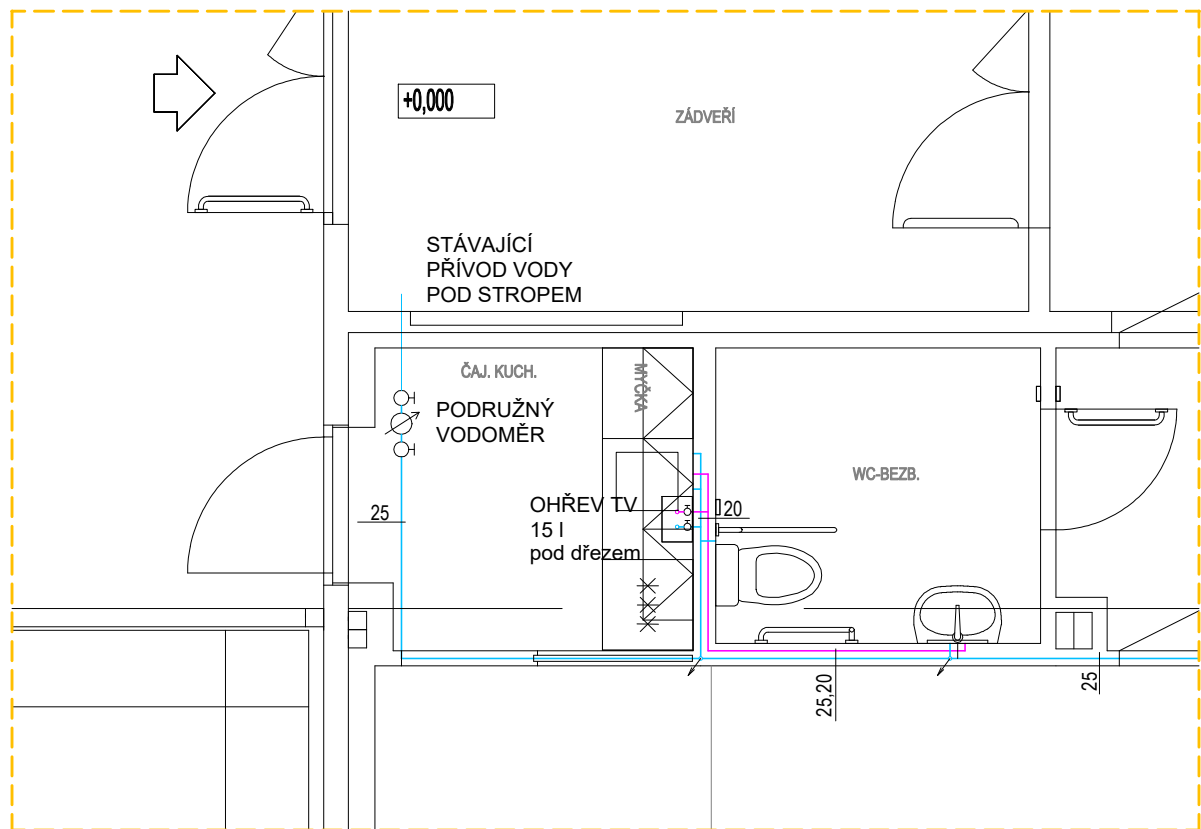 +0,000
ZÁDVEŘÍ
STÁVAJÍCÍ
PŘÍVOD VODY
POD STROPEM
ČAJ. KUCH.
MYČKA
PODRUŽNÝ
VODOMĚR
WC-BEZB.
25
OHŘEV TV
15 l
pod dřezem
20
25,20
25